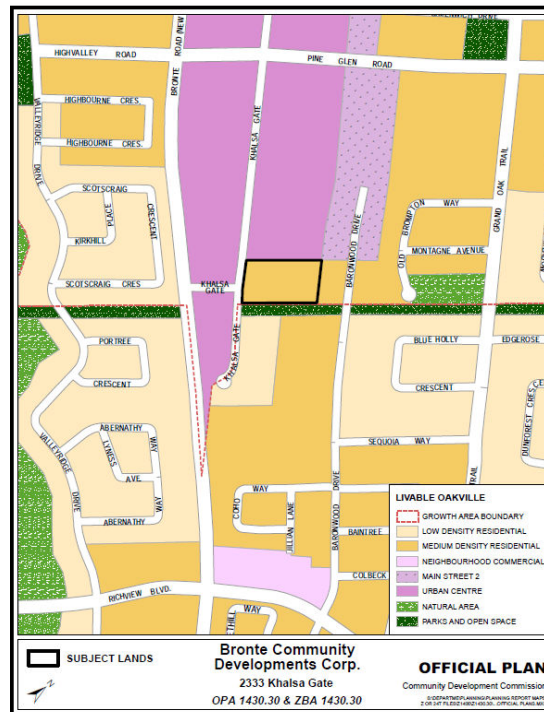 HIGHVALLEY ROAD
BRONTE ROAD (NEW
PINE GLEN ROAD
KHALSA GATE
VALLEYRIDGE DRIVE
HIGHBOURNE CRES.
HIGHBOURNE CRES.
SCOTSCRAIG
CRESCENT
PLACE
KIRKHILL
SCOTSCRAIG CRES
BARONWOOD DRIVE
OLD BROMPTON WAY
MONTAGNE AVENUE
GRAND OAK TRAIL
KHALSA GATE
KHALSA GATE
PORTREE
CRESCENT
BLUE HOLLY
EDGEROSE
CRESCENT
DUNFOREST CRES
ABERNATHY
WAY
LYNESS
AVE.
WAY
ABERNATHY
VALLEYRIDGE
DRIVE
SEQUOIA WAY
TRAIL
WAY
CORO
JILLIAN LANE
BARONWOOD DRIVE
BAINTREE
COLBECK
RICHVIEW BLVD.
WAY
LIVABLE OAKVILLE
GROWTH AREA BOUNDARY
LOW DENSITY RESIDENTIAL
MEDIUM DENSITY RESIDENTIAL
NEIGHBOURHOOD COMMERCIAL
MAIN STREET 2
URBAN CENTRE
NATURAL AREA
PARKS AND OPEN SPACE
SUBJECT LANDS
Bronte Community
Developments Corp.
2333 Khalsa Gate
OPA 1430.30 & ZBA 1430.30
OFFICIAL PLAN
Community Development Commission